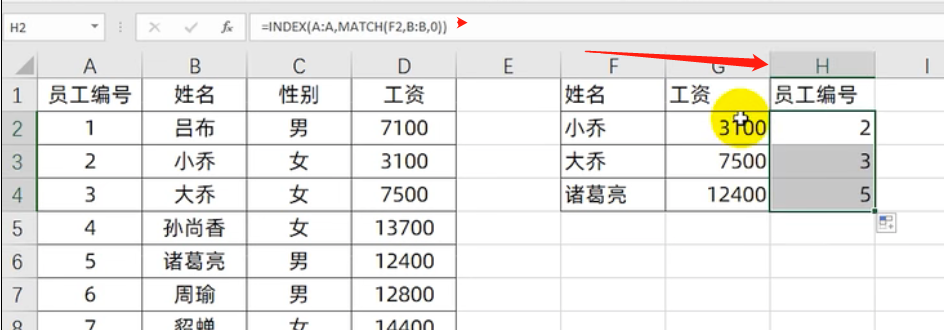 H2 fx =INDEX(A:A,MATCH(F2,B:B,0))
A B C D E F G H I
1 员工编号 姓名 性别 工资 姓名 工资 员工编号
2 1 吕布 男 7100 小乔 3100 2
3 2 小乔 女 3100 大乔 7500 3
4 3 大乔 女 7500 诸葛亮 12400 5
5 4 孙尚香 女 13700
6 5 诸葛亮 男 12400
7 6 周瑜 男 12800
8 7 貂蝉 女 14400